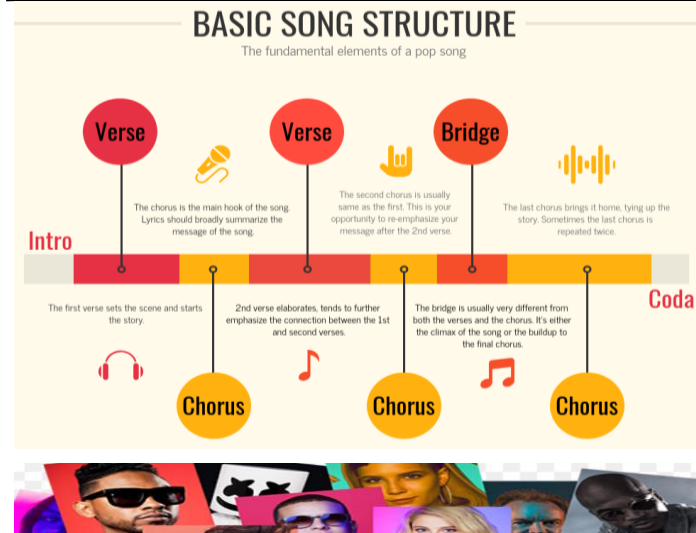 BASIC SONG STRUCTURE
The fundamental elements of a pop song
Verse
Verse
Bridge
The chorus is the main hook of the song.
Lyrics should broadly summarize the
message of the song.
The second chorus is usually
same as the first. This is your
opportunity to re-emphasize your
message after the 2nd verse.
The last chorus brings it home, tying up the
story. Sometimes the last chorus is
repeated twice.
Intro
Coda
The first verse sets the scene and starts
the story.
2nd verse elaborates, tends to further
emphasize the connection between the 1st
and second verses.
The bridge is usually very different from
both the verses and the chorus. It's either
the climax of the song or the buildup to
the final chorus.
Chorus
Chorus
Chorus